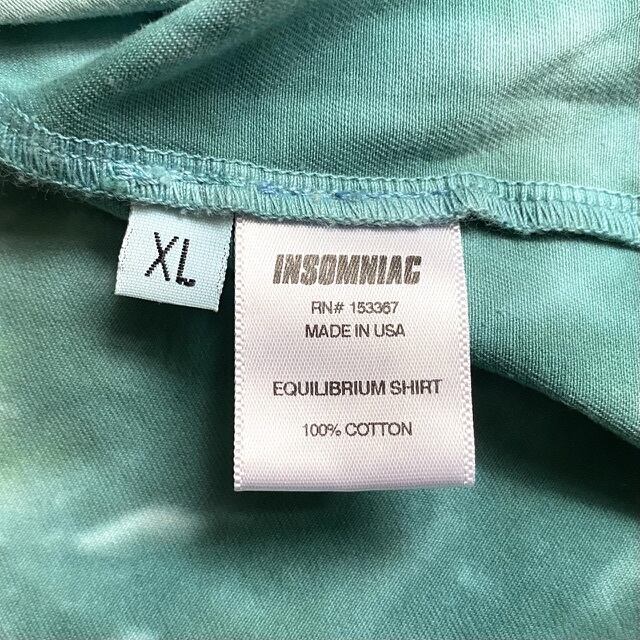 XL
INSOMNIAC
RN# 153367
MADE IN USA
EQUILIBRIUM SHIRT
100% COTTON